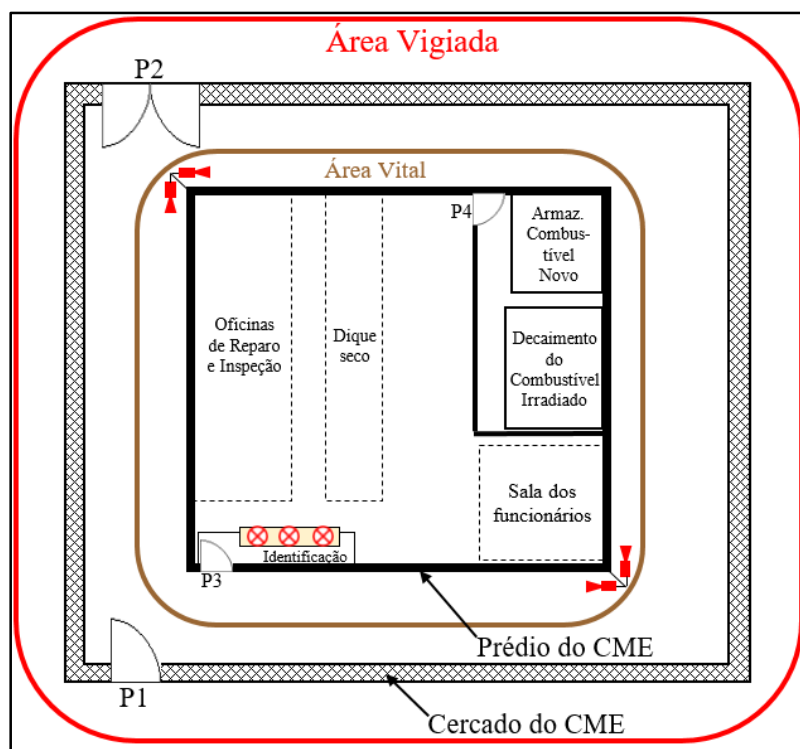 Área Vigiada
P2
Área Vital
P4
Armaz.
Combus-
tível
Novo
Oficinas
de Reparo
e Inspeção
Dique
seco
Decaimento
do
Combustível
Irradiado
Sala dos
funcionários
Identificação
P3
Prédio do CME
P1
Cercado do CME